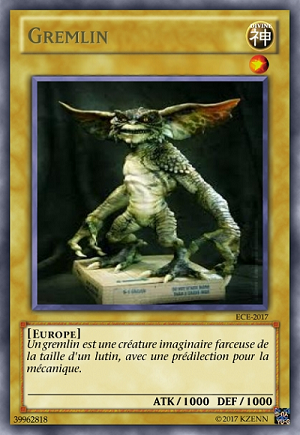 GREMLIN
DIVINE
神
ECE-2017
[EUROPE]
Un gremlin est une créature imaginaire farceuse de
la taille d'un lutin, avec une prédilection pour la
mécanique.
ATK / 1000 DEF / 1000
39962818
© 2017 KZENN